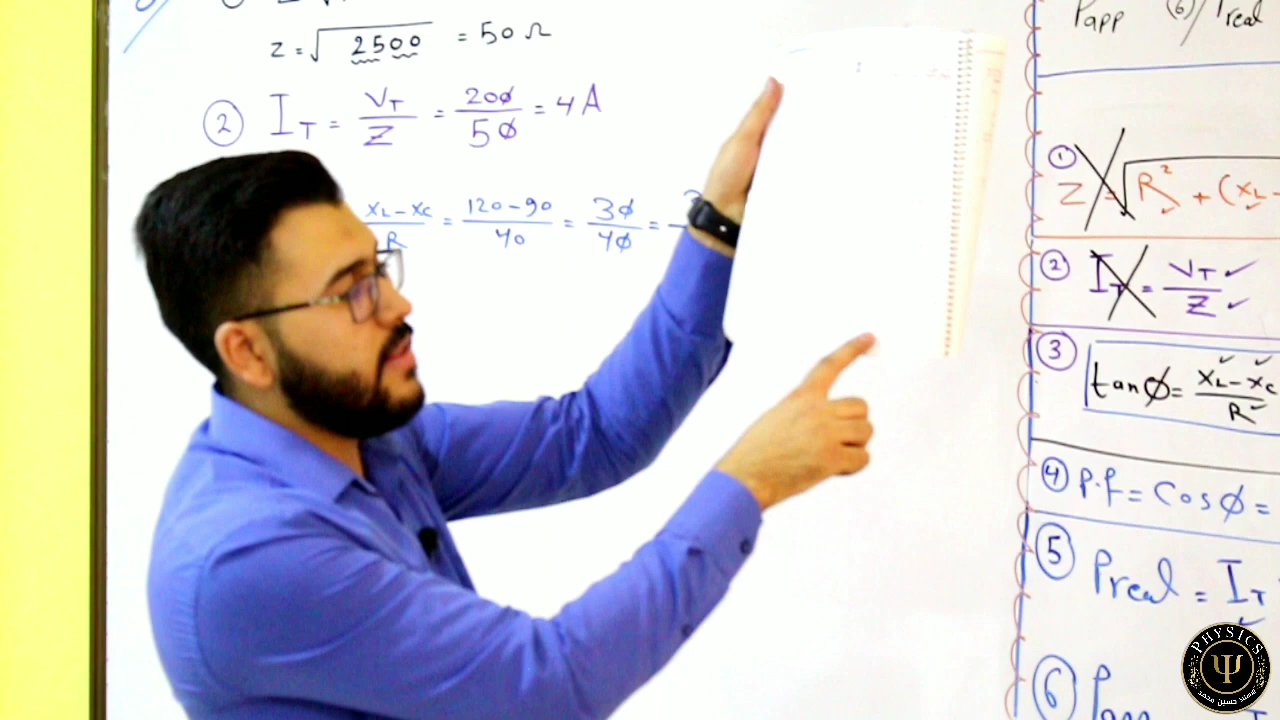 Z = √2500 = 50 Ω
② I_T = V_T / Z = 200 / 50 = 4 A
X_L - X_C / R = 120 - 90 / 40 = 30 / 40 =
Papp (6) / Preal
① Z = √R² + (X_L -
② I_T = V_T / Z
③ tanØ = X_L - X_C / R
④ P.f = CosØ =
⑤ Preal = I_T
⑥ Papp
PHYSICS
Ψ